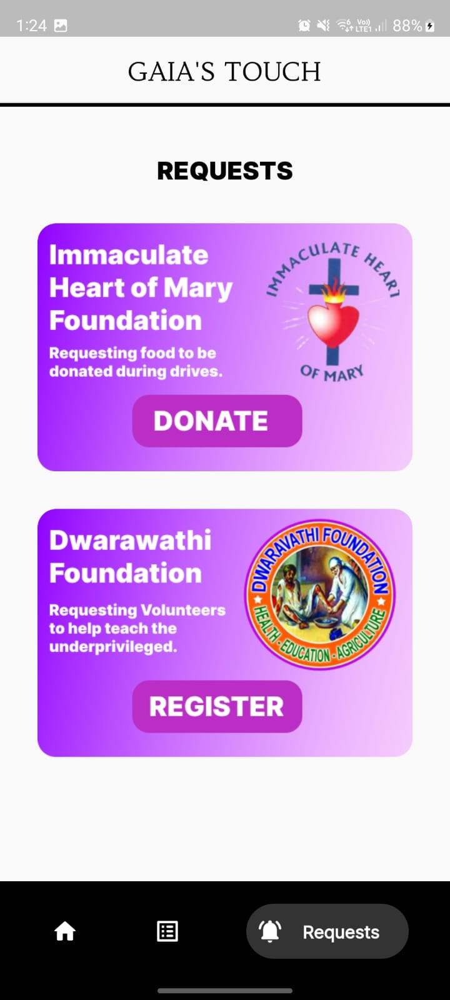 1:24
Vo)) LTE1
88%
GAIA'S TOUCH
REQUESTS
Immaculate
Heart of Mary
Foundation
Requesting food to be
donated during drives.
IMMACULATE HEART
OF MARY
DONATE
Dwarawathi
Foundation
Requesting Volunteers
to help teach the
underprivileged.
DWARAVATHI FOUNDATION
HEALTH - EDUCATION - AGRICULTURE
REGISTER
Requests